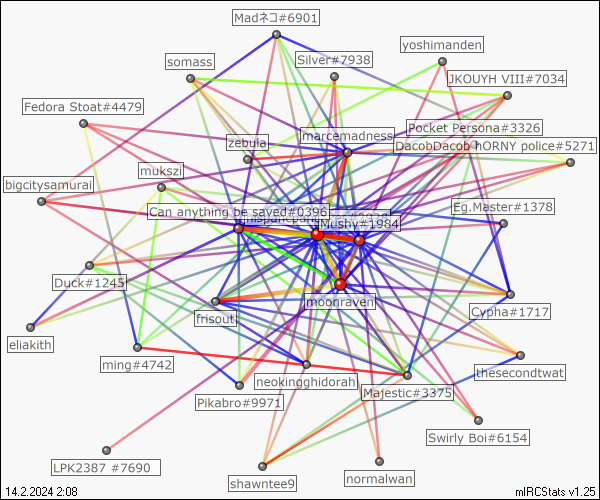 Madネコ#6901
yoshimanden
somass
Silver#7938
JKOUYH VIII#7034
Fedora Stoat#4479
Pocket Persona#3326
marcemadness
zebula
DacobDacob hORNY police#5271
mukszi
bigcitysamurai
Eg.Master#1378
Can anything be saved#0396
Mushy#1984
Duck#1245
moonraven
Cypha#1717
frisout
eliakith
ming#4742
thesecondtwat
neokingghidorah
Majestic#3375
Pikabro#9971
Swirly Boi#6154
LPK2387 #7690
shawntee9
normalwan
14.2.2024 2:08
mIRCStats v1.25